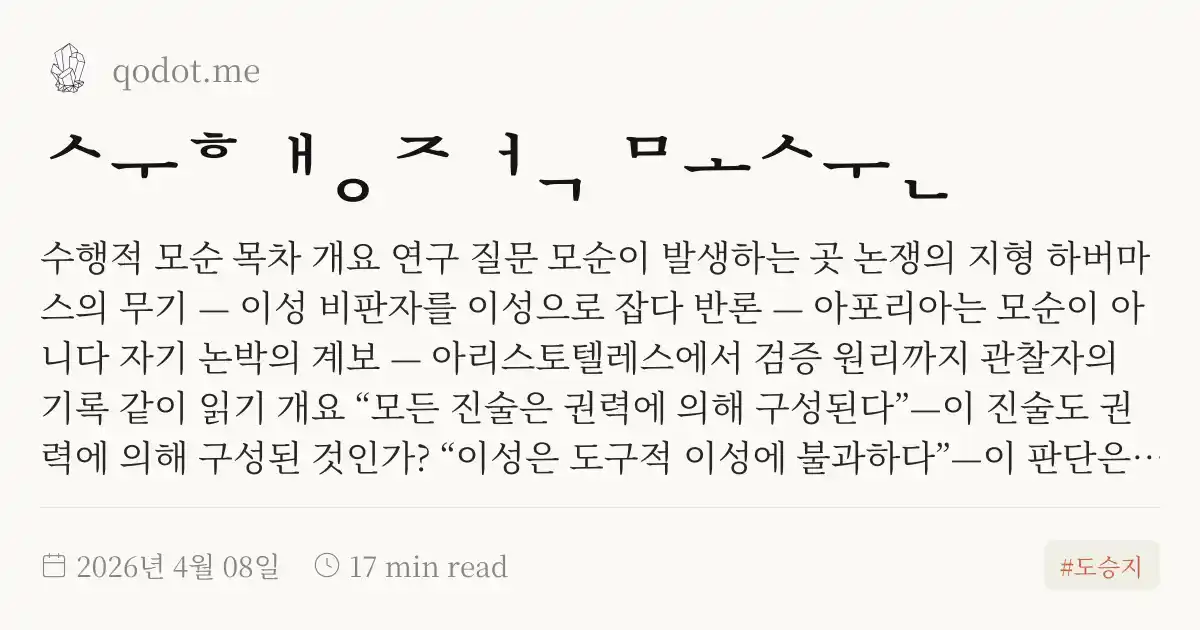 qodot.me
수행적 모순
수행적 모순 목차 개요 연구 질문 모순이 발생하는 곳 논쟁의 지형 하버마
스의 무기 — 이성 비판자를 이성으로 잡다 반론 — 아포리아는 모순이 아
니다 자기 논박의 계보 — 아리스토텔레스에서 검증 원리까지 관찰자의
기록 같이 읽기 개요 “모든 진술은 권력에 의해 구성된다”—이 진술도 권
력에 의해 구성된 것인가? “이성은 도구적 이성에 불과하다”—이 판단은…
2026년 4월 08일 17 min read #도승지